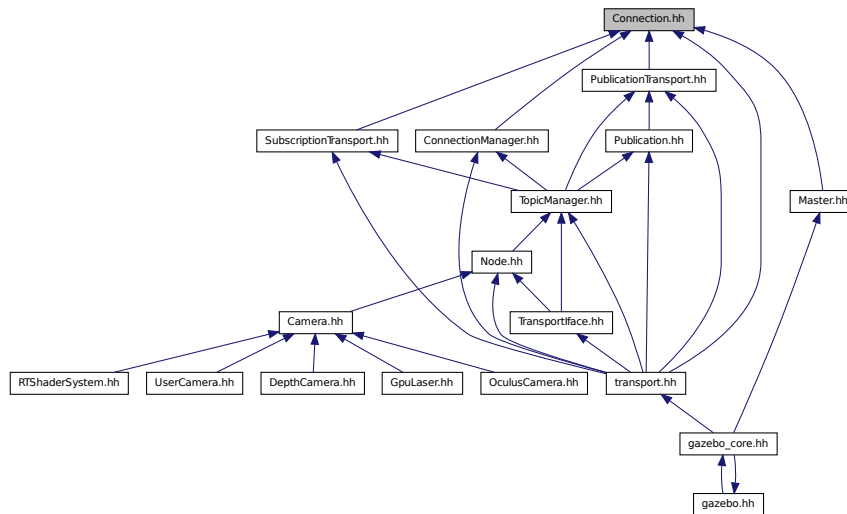 Connection.hh
PublicationTransport.hh
SubscriptionTransport.hh
ConnectionManager.hh
Publication.hh
TopicManager.hh
Master.hh
Node.hh
Camera.hh
TransportIface.hh
RTShaderSystem.hh
UserCamera.hh
DepthCamera.hh
GpuLaser.hh
OculusCamera.hh
transport.hh
gazebo_core.hh
gazebo.hh